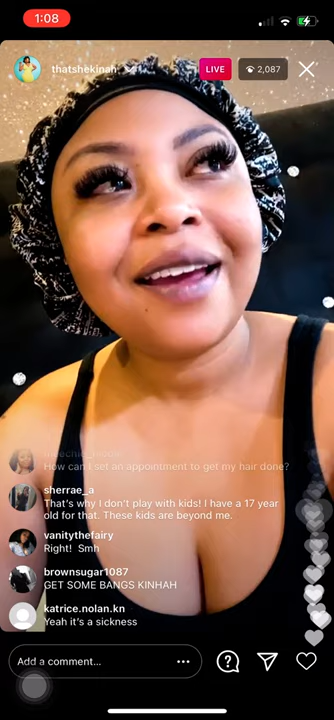 1:08
thatshekinah
LIVE
2,087
How can I set an appointment to get my hair done?
sherrae_a
That's why I don't play with kids! I have a 17 year
old for that. These kids are beyond me.
vanitythefairy
Right! Smh
brownsugar1087
GET SOME BANGS KINHAH
katrice.nolan.kn
Yeah it's a sickness
Add a comment...